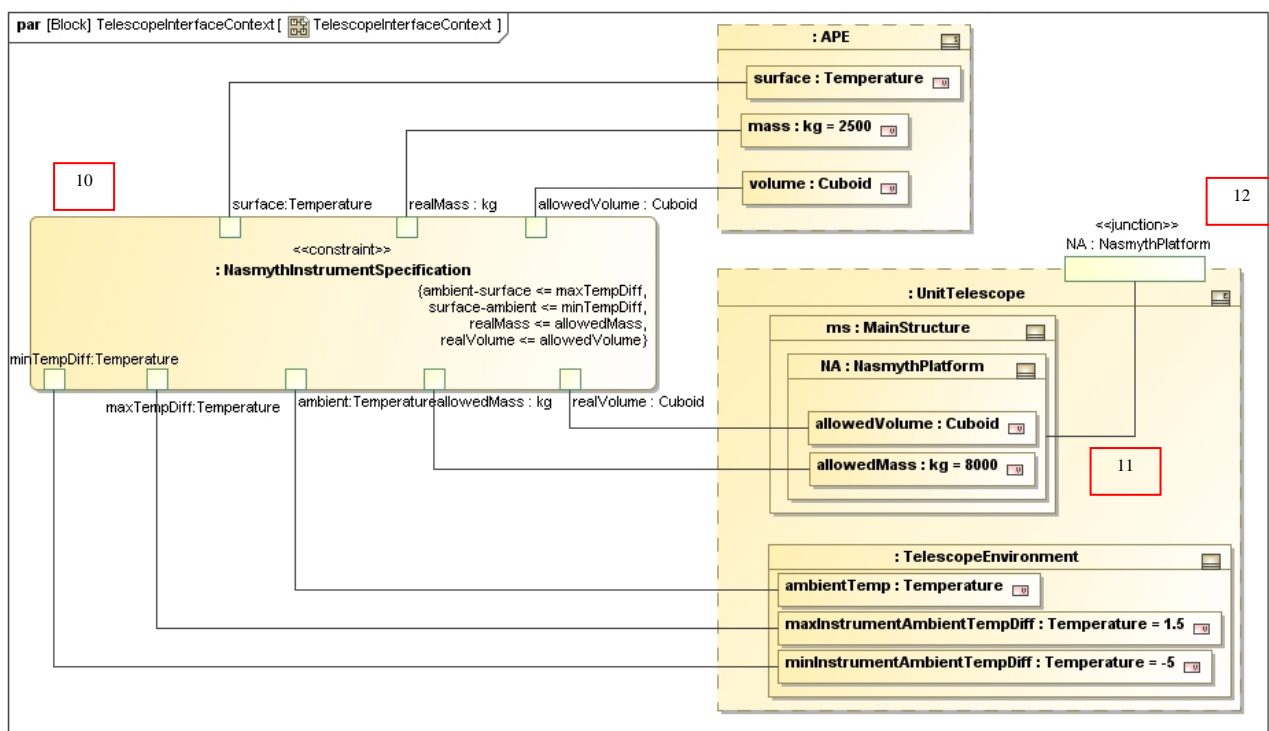 par [Block] TelescopeInterfaceContext [ TelescopeInterfaceContext ]
: APE
surface : Temperature
mass : kg = 2500
volume : Cuboid
10
12
surface:Temperature
realMass : kg
allowedVolume : Cuboid
<<constraint>>
: NasmythInstrumentSpecification
{ambient-surface <= maxTempDiff,
surface-ambient <= minTempDiff,
realMass <= allowedMass,
realVolume <= allowedVolume}
minTempDiff:Temperature
maxTempDiff:Temperature
ambient:Temperature
allowedMass : kg
realVolume : Cuboid
<<junction>>
NA : NasmythPlatform
: UnitTelescope
ms : MainStructure
NA : NasmythPlatform
allowedVolume : Cuboid
allowedMass : kg = 8000
11
: TelescopeEnvironment
ambientTemp : Temperature
maxInstrumentAmbientTempDiff : Temperature = 1.5
minInstrumentAmbientTempDiff : Temperature = -5